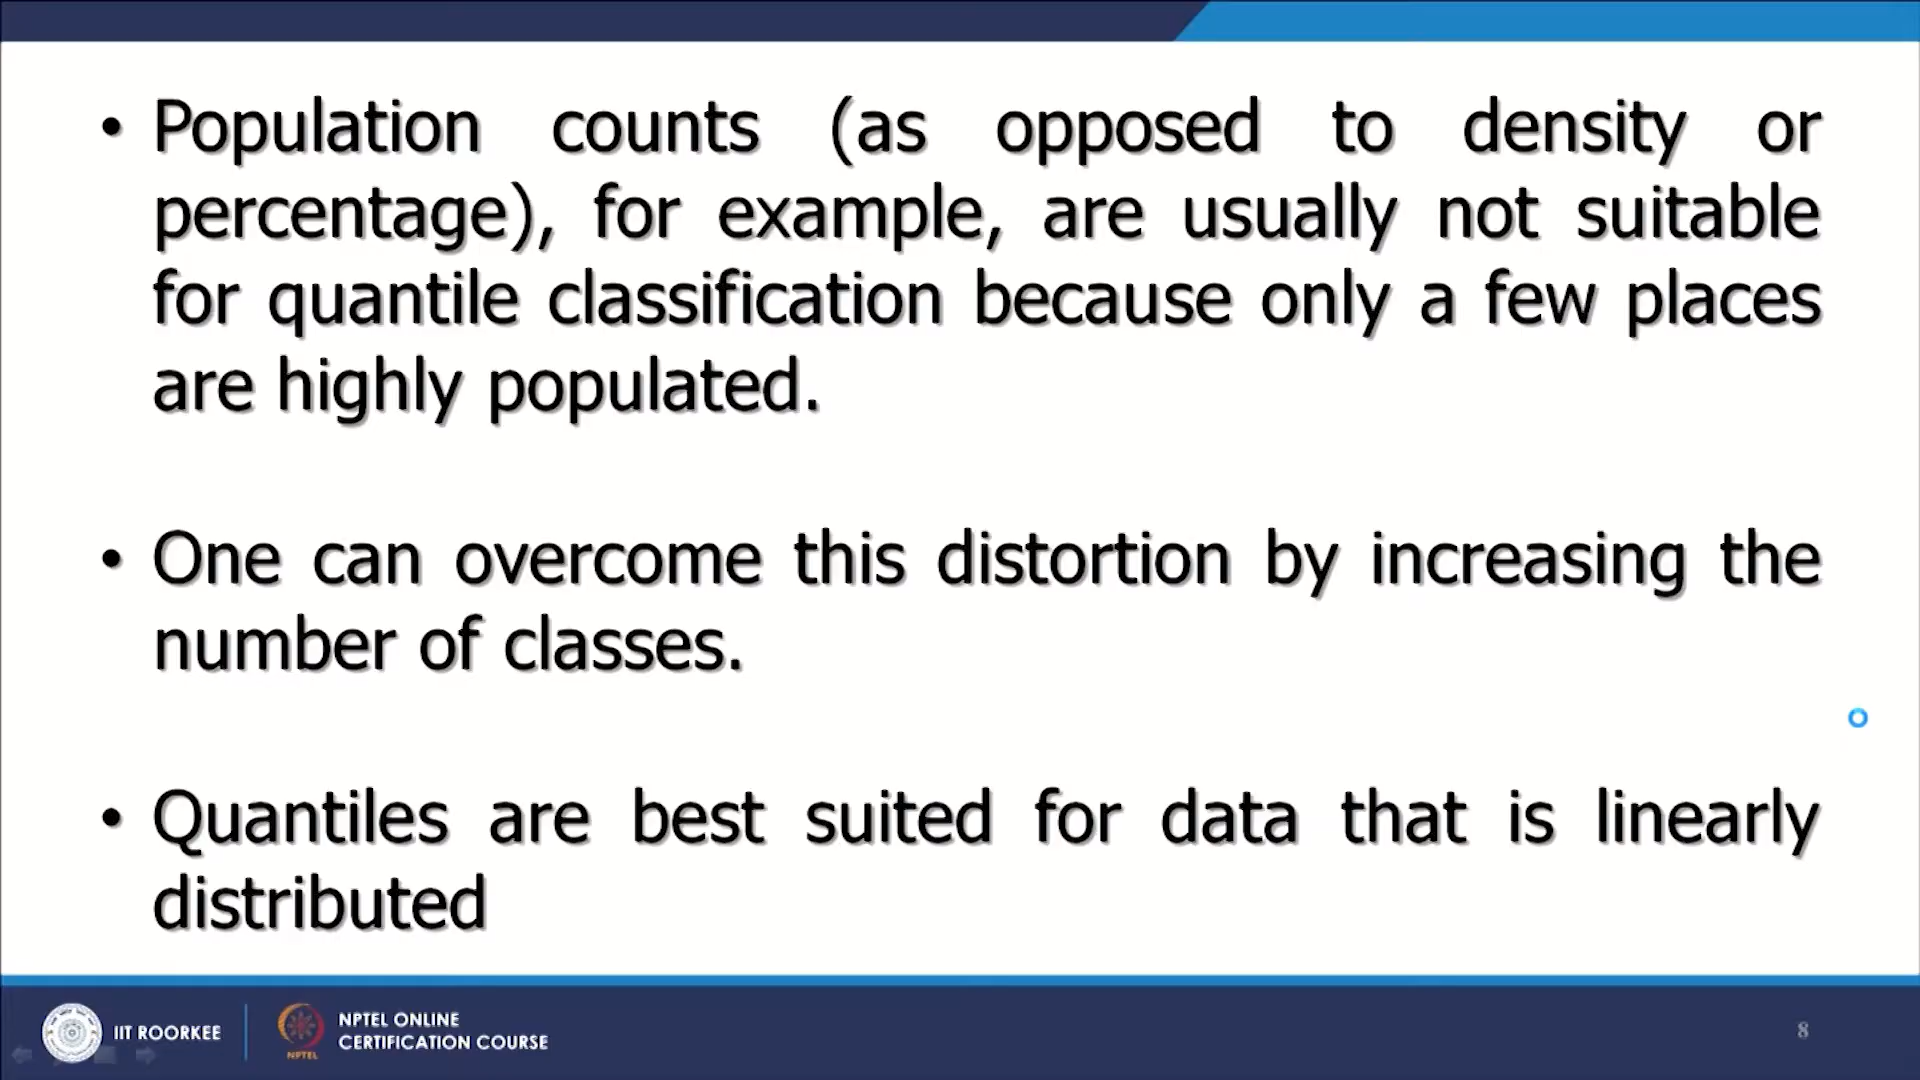 • Population counts (as opposed to density or
percentage), for example, are usually not suitable
for quantile classification because only a few places
are highly populated.
• One can overcome this distortion by increasing the
number of classes.
• Quantiles are best suited for data that is linearly
distributed
IIT ROORKEE
NPTEL
NPTEL ONLINE
CERTIFICATION COURSE
8